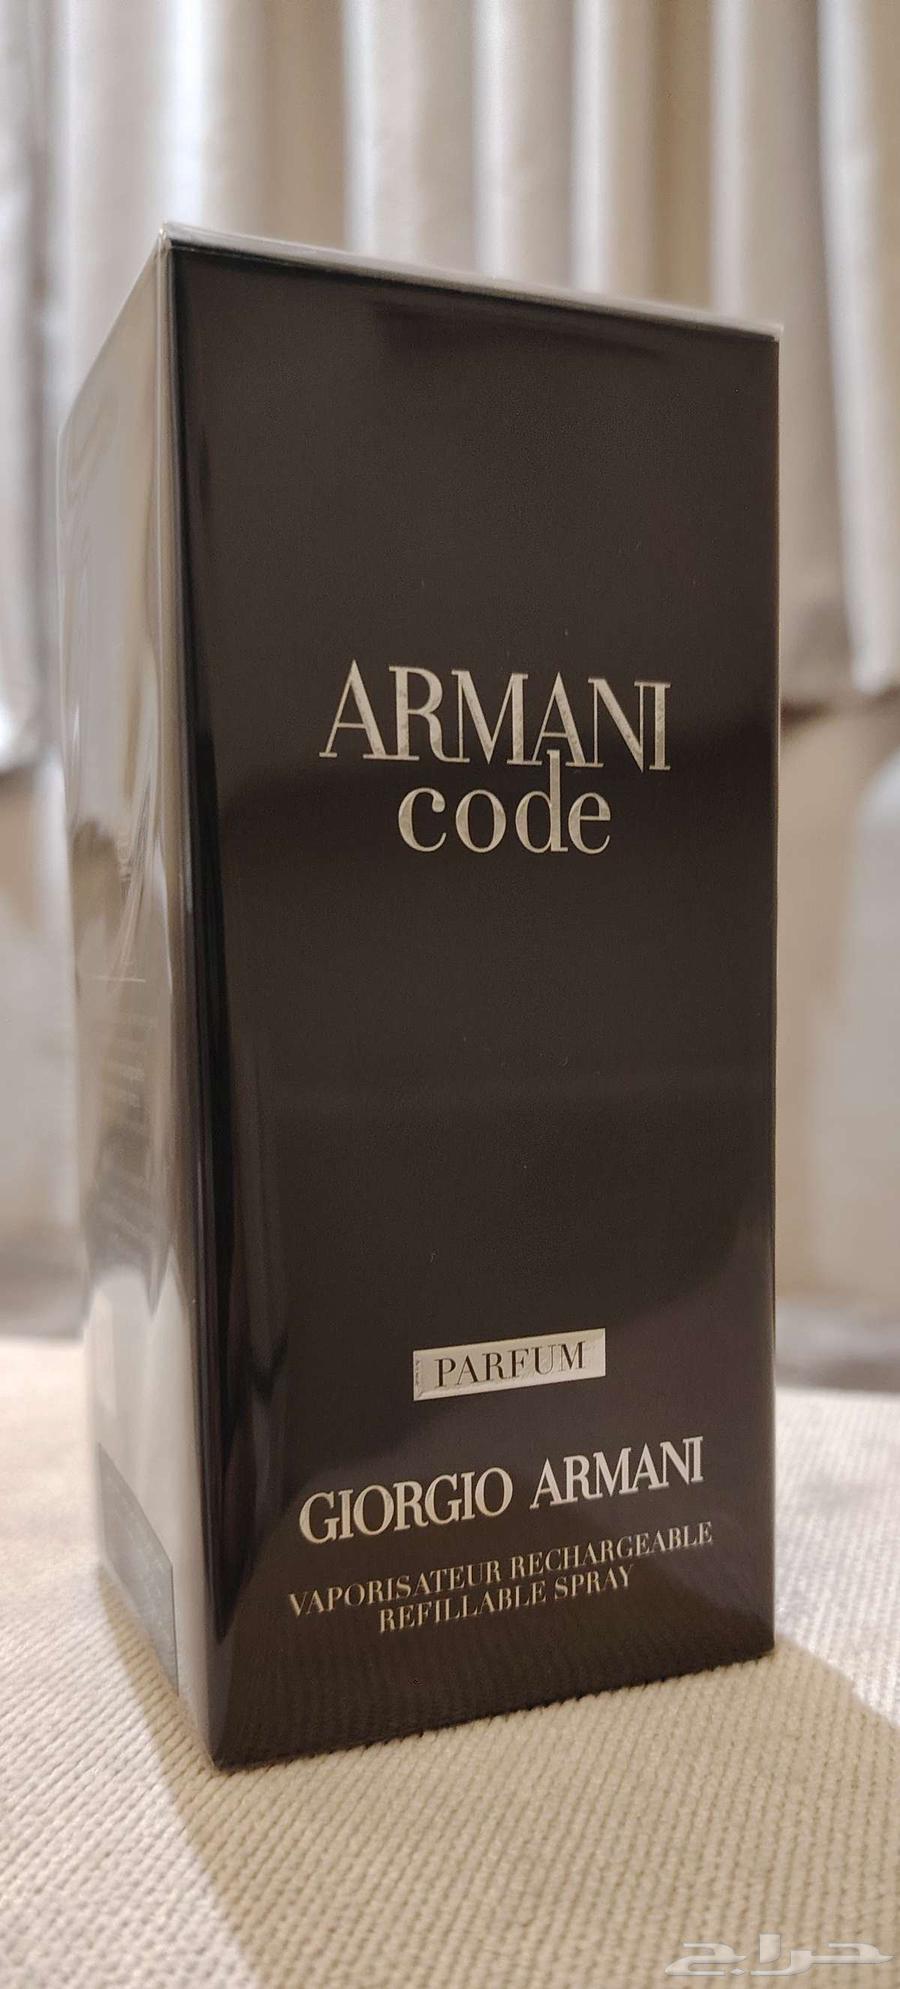 ARMANI
code
PARFUM
GIORGIO ARMANI
VAPORISATEUR RECHARGEABLE
REFILLABLE SPRAY
حراج